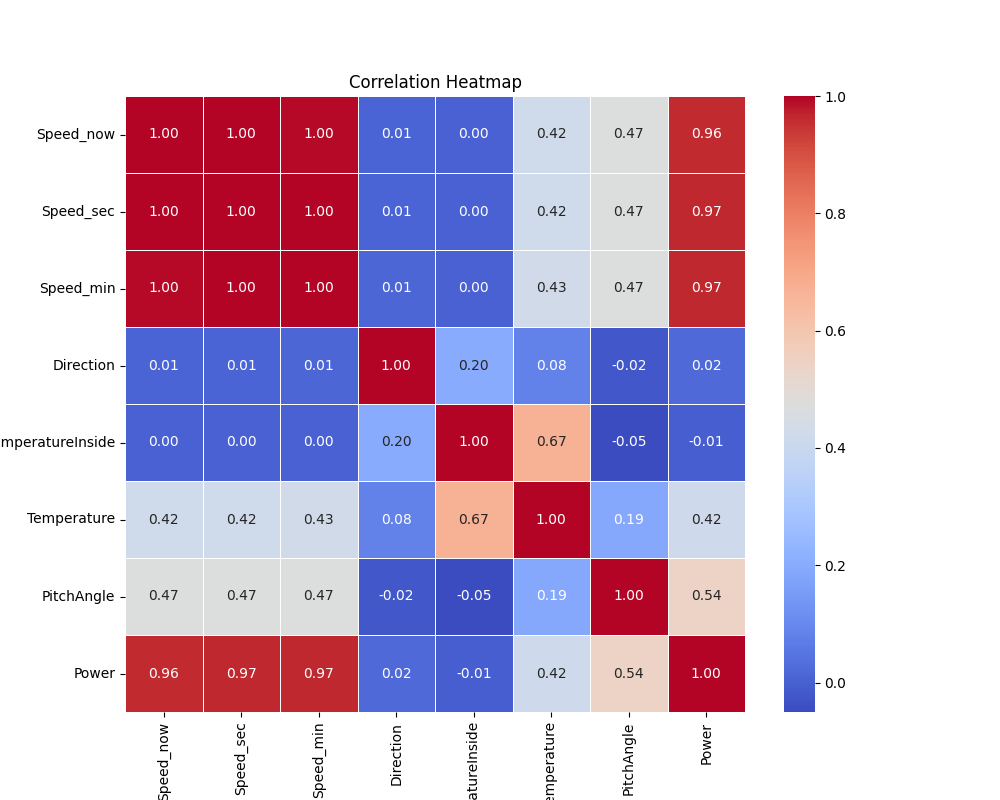 Correlation Heatmap
Speed_now 1.00 1.00 1.00 0.01 0.00 0.42 0.47 0.96
Speed_sec 1.00 1.00 1.00 0.01 0.00 0.42 0.47 0.97
Speed_min 1.00 1.00 1.00 0.01 0.00 0.43 0.47 0.97
Direction 0.01 0.01 0.01 1.00 0.20 0.08 -0.02 0.02
mperatureInside 0.00 0.00 0.00 0.20 1.00 0.67 -0.05 -0.01
Temperature 0.42 0.42 0.43 0.08 0.67 1.00 0.19 0.42
PitchAngle 0.47 0.47 0.47 -0.02 -0.05 0.19 1.00 0.54
Power 0.96 0.97 0.97 0.02 -0.01 0.42 0.54 1.00
Speed_now
Speed_sec
Speed_min
Direction
atureInside
emperature
PitchAngle
Power
1.0
0.8
0.6
0.4
0.2
0.0